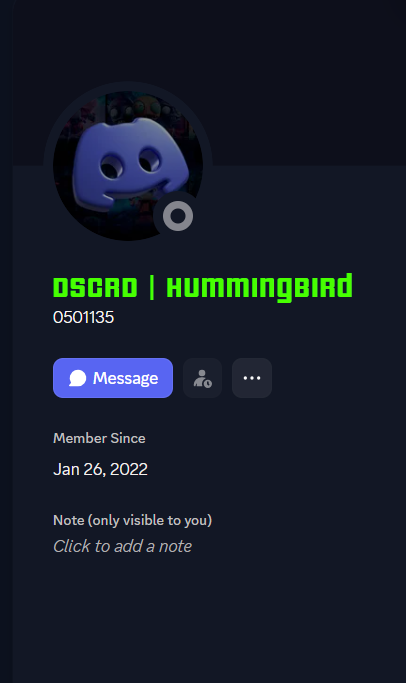 DSCRD | HummingBird
0501135
Message
Member Since
Jan 26, 2022
Note (only visible to you)
Click to add a note